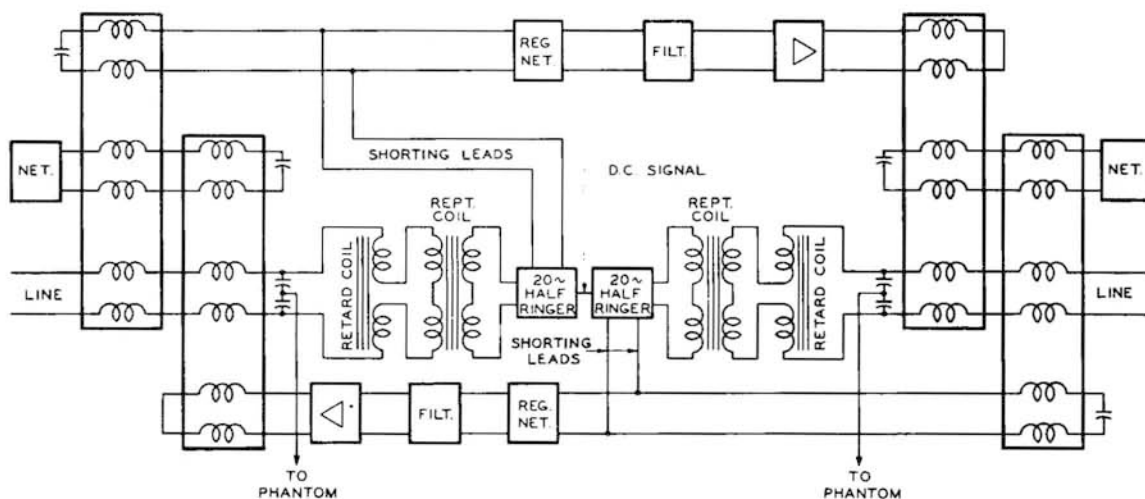 REG
NET.
FILT.
NET.
SHORTING LEADS
D.C. SIGNAL
NET.
REPT.
COIL
REPT.
COIL
LINE
RETARD COIL
20~
HALF
RINGER
20~
HALF
RINGER
RETARD COIL
LINE
SHORTING
LEADS
FILT.
REG.
NET.
TO
PHANTOM
TO
PHANTOM